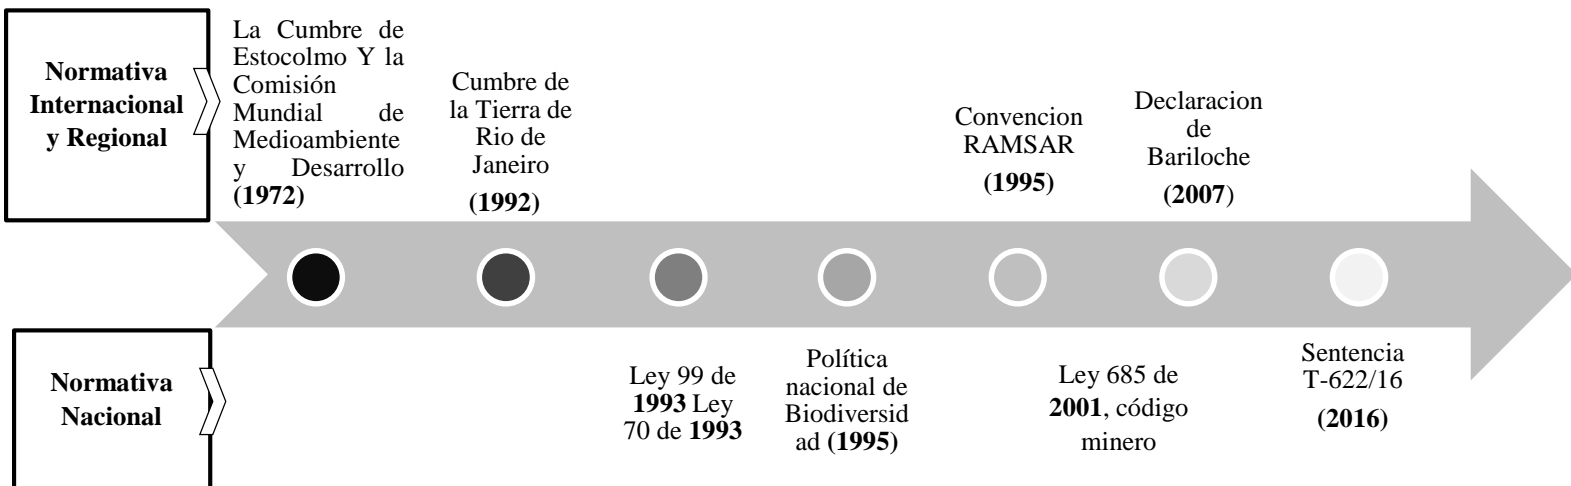 Normativa
Internacional
y Regional
La Cumbre de
Estocolmo Y la
Comisión
Mundial de
Medioambiente
y Desarrollo
(1972)
Cumbre de
la Tierra de
Rio de
Janeiro
(1992)
Convencion
RAMSAR
(1995)
Declaracion
de
Bariloche
(2007)
Normativa
Nacional
Ley 99 de
1993 Ley
70 de 1993
Política
nacional de
Biodiversid
ad (1995)
Ley 685 de
2001, código
minero
Sentencia
T-622/16
(2016)